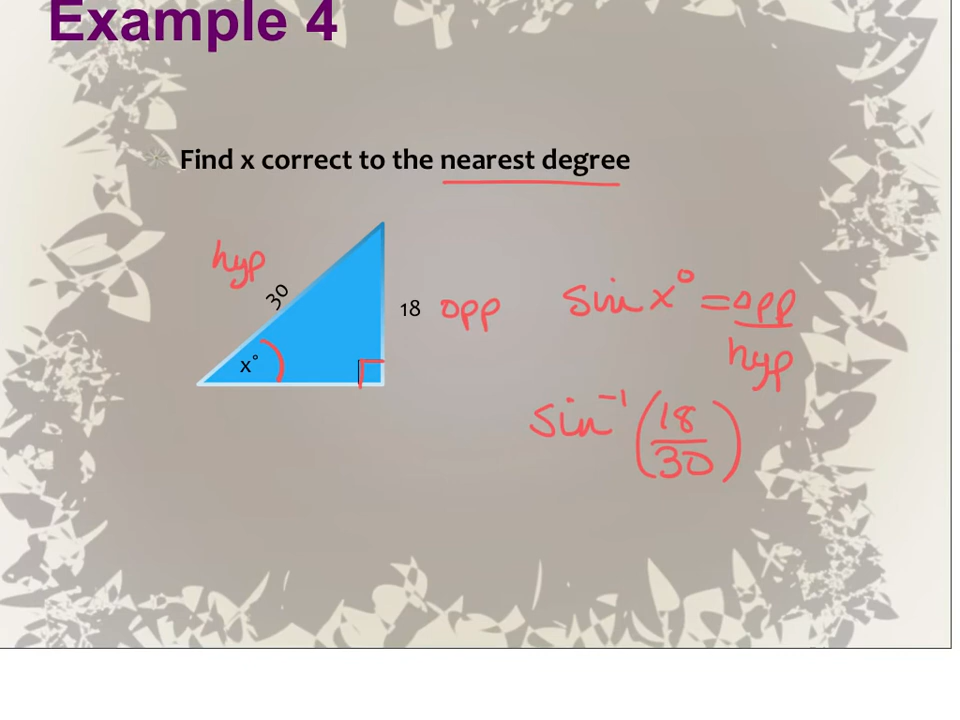 Example 4
Find x correct to the nearest degree
hyp
30
18 opp
x°
sin x° = opp
hyp
sin⁻¹ (18
30)